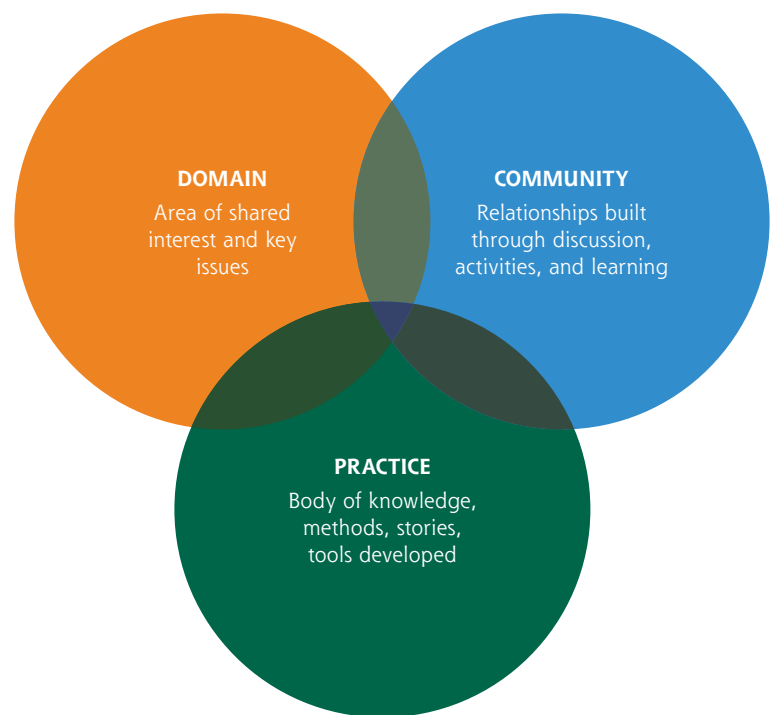 DOMAIN
Area of shared
interest and key
issues
COMMUNITY
Relationships built
through discussion,
activities, and learning
PRACTICE
Body of knowledge,
methods, stories,
tools developed